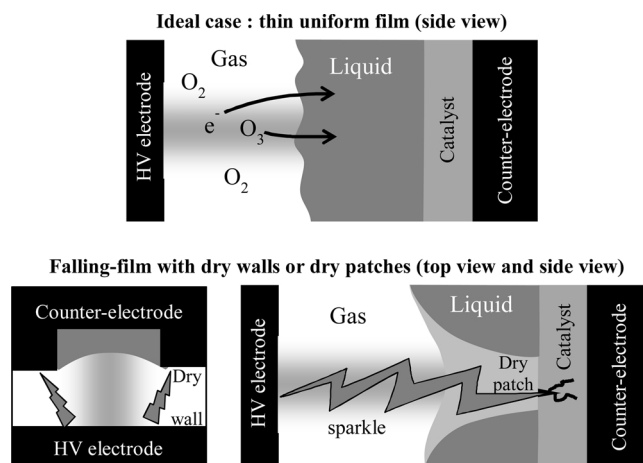 Ideal case : thin uniform film (side view)
Gas
Liquid
O2
e-
O3
O2
HV electrode
Catalyst
Counter-electrode
Falling-film with dry walls or dry patches (top view and side view)
Counter-electrode
Dry
wall
HV electrode
HV electrode
Gas
Liquid
Dry
patch
sparkle
Catalyst
Counter-electrode